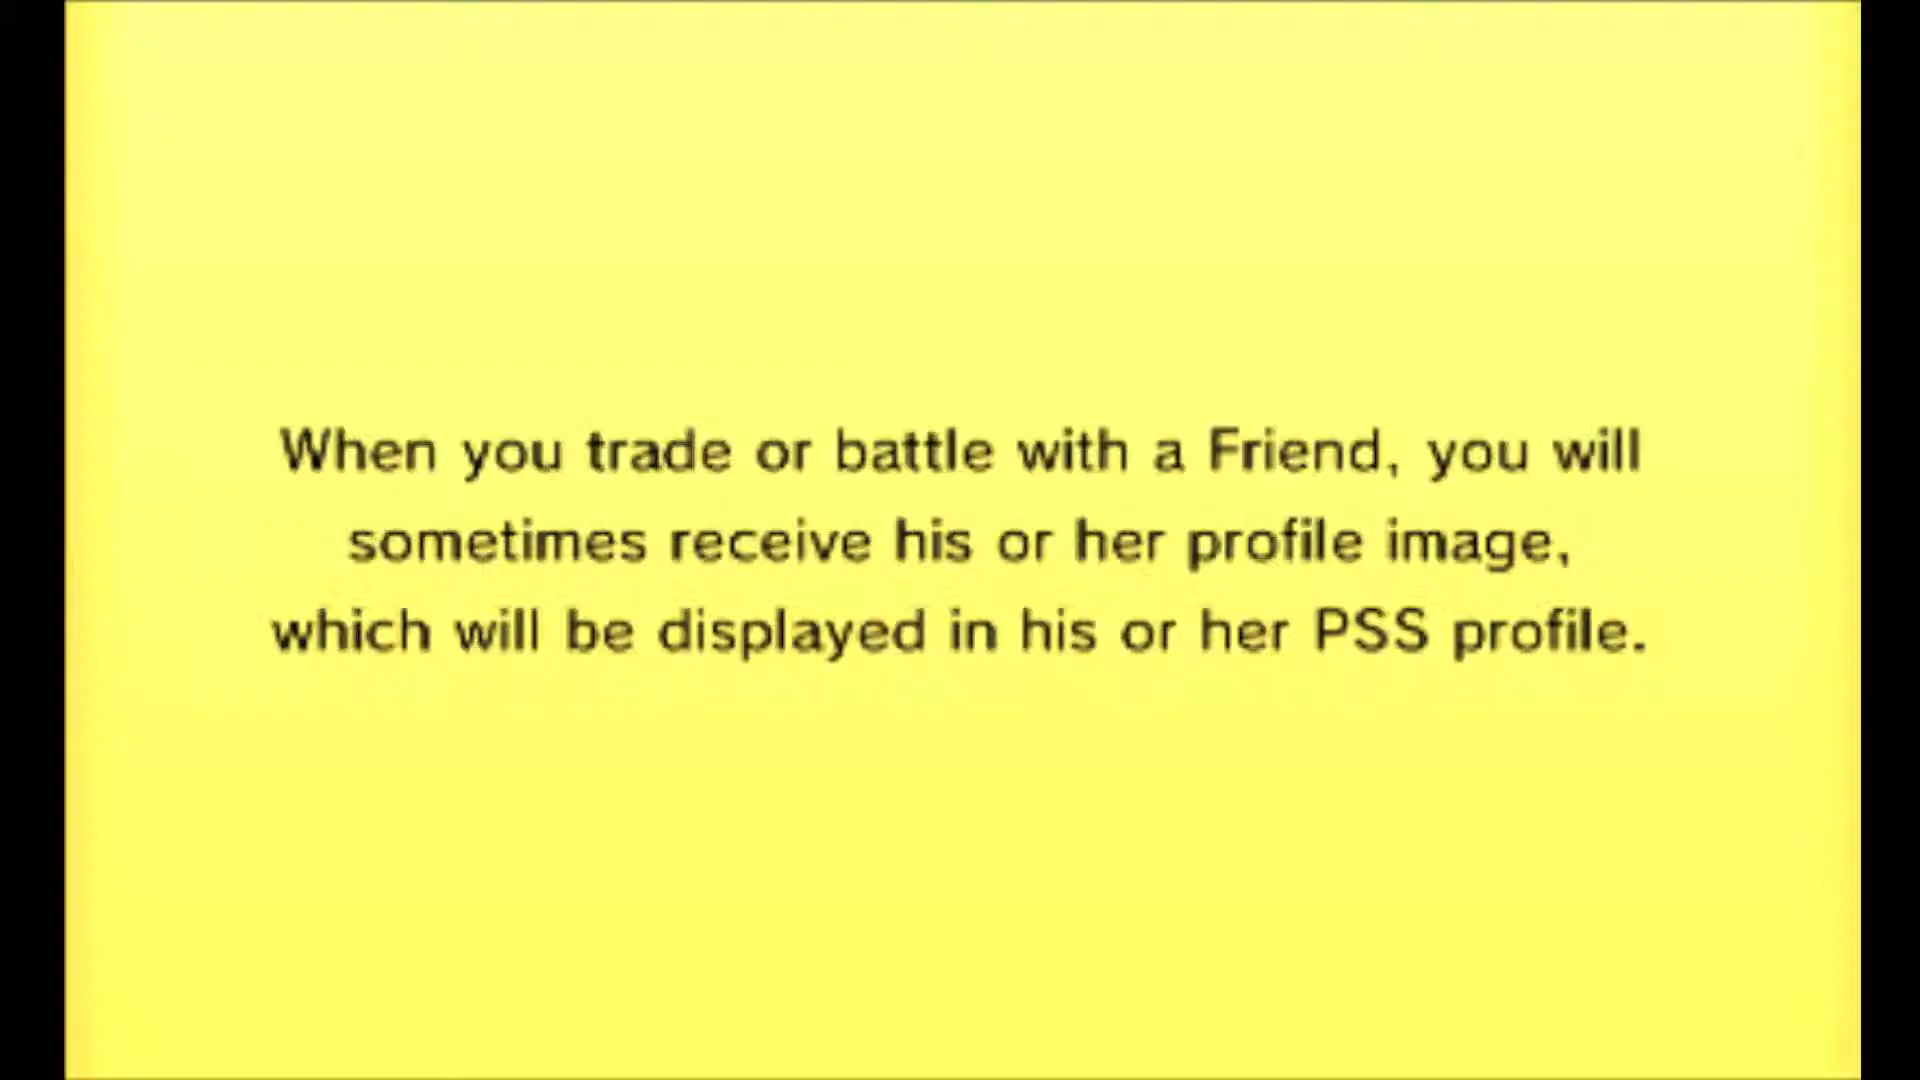 When you trade or battle with a Friend, you will
sometimes receive his or her profile image,
which will be displayed in his or her PSS profile.